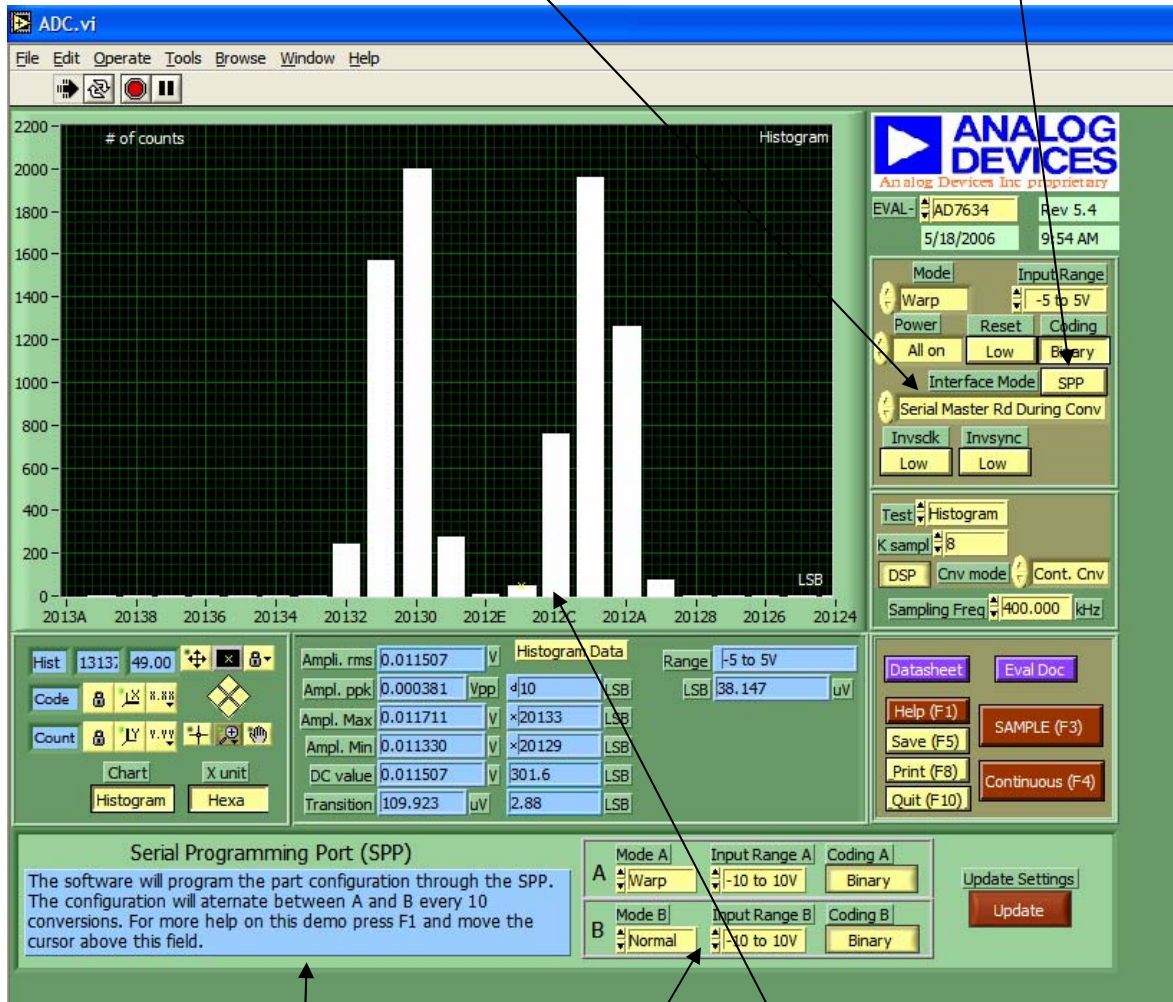 ADC.vi
File Edit Operate Tools Browse Window Help
2200
# of counts
Histogram
2000
1800
1600
1400
1200
1000
800
600
400
200
0
LSB
2013A 20138 20136 20134 20132 20130 2012E 2012C 2012A 20128 20126 20124
ANALOG
DEVICES
Analog Devices Inc proprietary
EVAL- AD7634 Rev 5.4
5/18/2006 9:54 AM
Mode Input Range
Warp -5 to 5V
Power Reset Coding
All on Low Binary
Interface Mode SPP
Serial Master Rd During Conv
Invsclk Invsync
Low Low
Test Histogram
K sampl 8
DSP Cnv mode Cont. Cnv
Sampling Freq 400.000 kHz
Hist 49.00
Code
Count
Chart X unit
Histogram Hexa
Histogram Data
Ampli. rms 0.011507 V
Ampl. ppk 0.000381 Vpp d 10 LSB
Ampl. Max 0.011711 V x 20133 LSB
Ampl. Min 0.011330 V x 20129 LSB
DC value 0.011507 V 301.6 LSB
Transition 109.923 uV 2.88 LSB
Range -5 to 5V
LSB 38.147 uV
Datasheet Eval Doc
Help (F1)
Save (F5)
Print (F8)
Quit (F10)
SAMPLE (F3)
Continuous (F4)
Serial Programming Port (SPP)
The software will program the part configuration through the SPP.
The configuration will aternate between A and B every 10
conversions. For more help on this demo press F1 and move the
cursor above this field.
Mode A Input Range A Coding A
A Warp -10 to 10V Binary
Mode B Input Range B Coding B
B Normal -10 to 10V Binary
Update Settings
Update